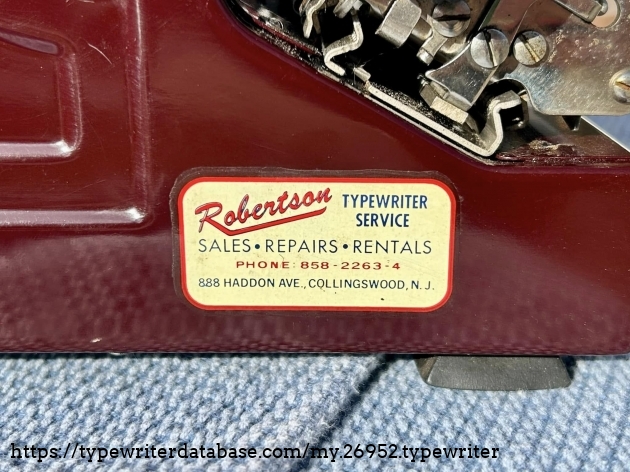 Robertson TYPEWRITER
SERVICE
SALES • REPAIRS • RENTALS
PHONE: 858-2263-4
888 HADDON AVE., COLLINGSWOOD, N. J.
https://typewriterdatabase.com/my.26952.typewriter